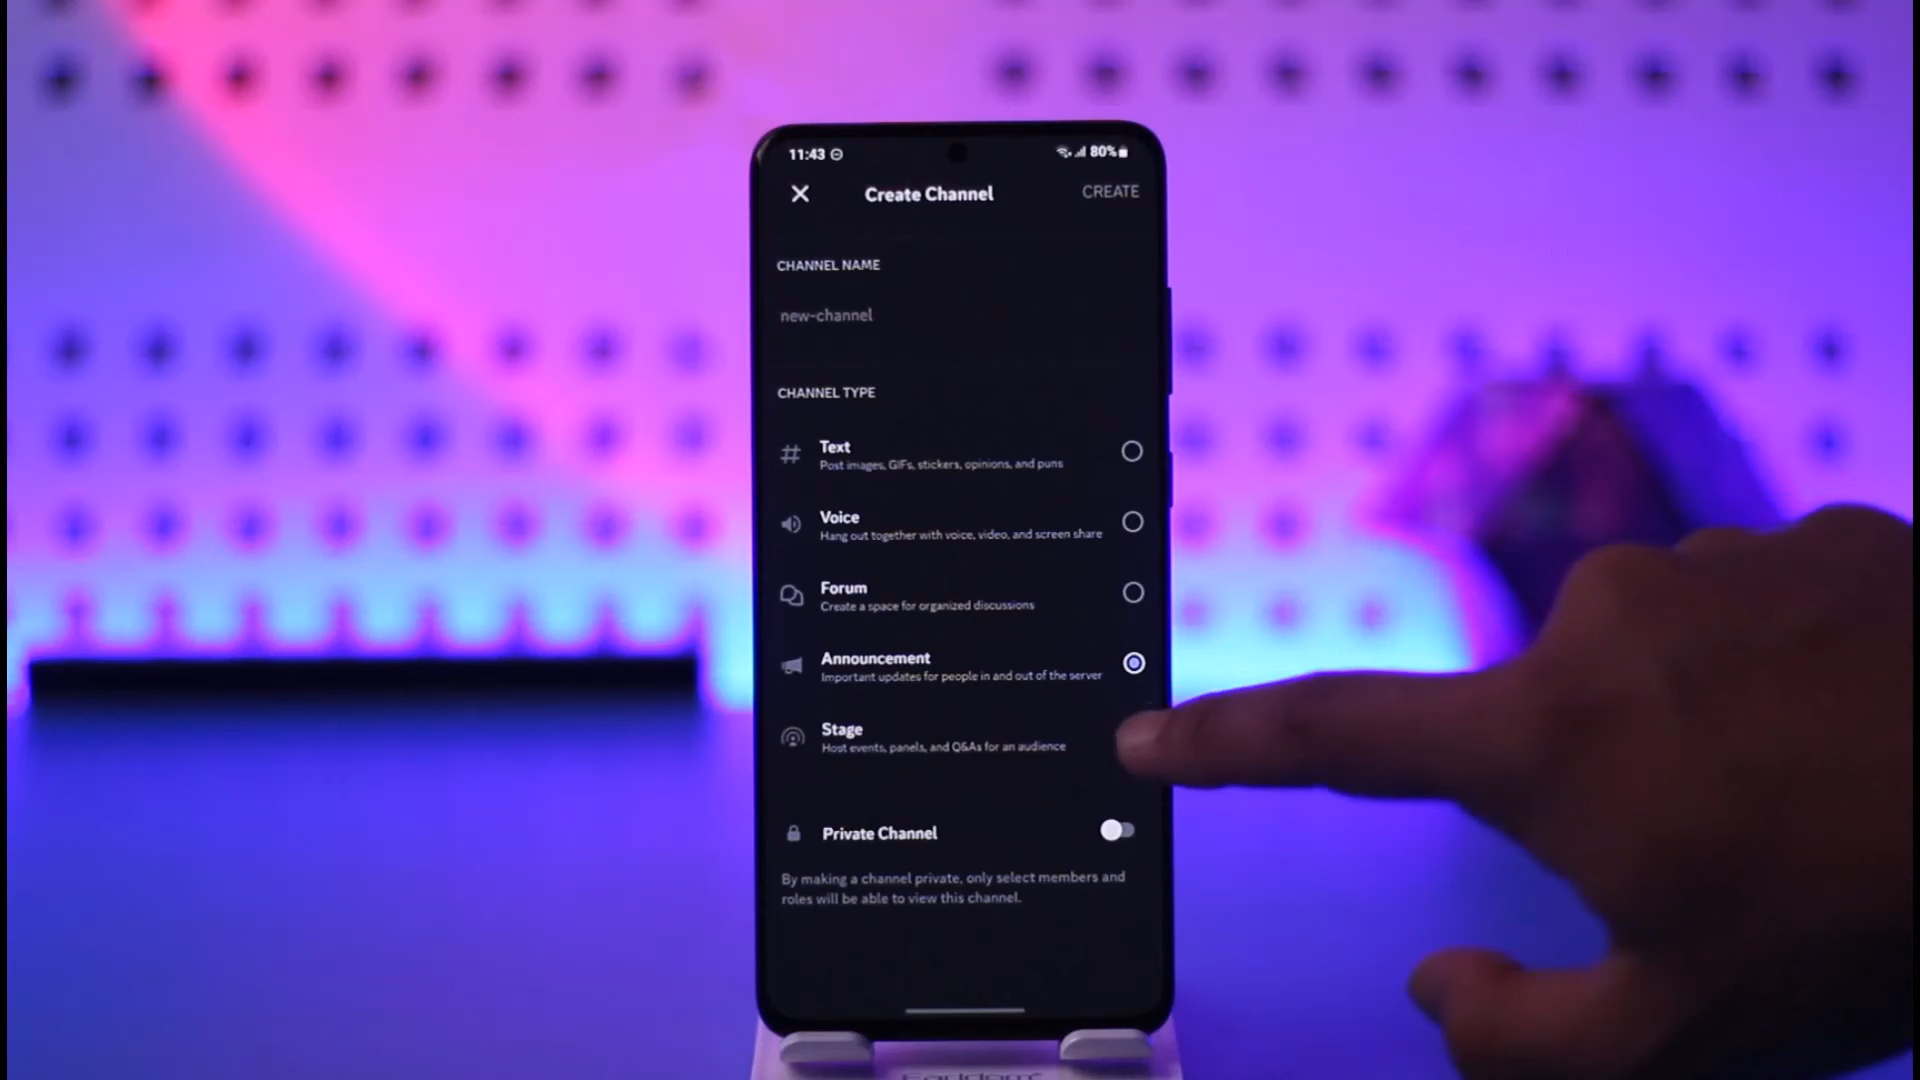 11:43
80%
Create Channel
CREATE
CHANNEL NAME
new-channel
CHANNEL TYPE
Text
Post images, GIFs, stickers, opinions, and puns
Voice
Hang out together with voice, video, and screen share
Forum
Create a space for organized discussions
Announcement
Important updates for people in and out of the server
Stage
Host events, panels, and Q&As for an audience
Private Channel
By making a channel private, only select members and
roles will be able to view this channel.